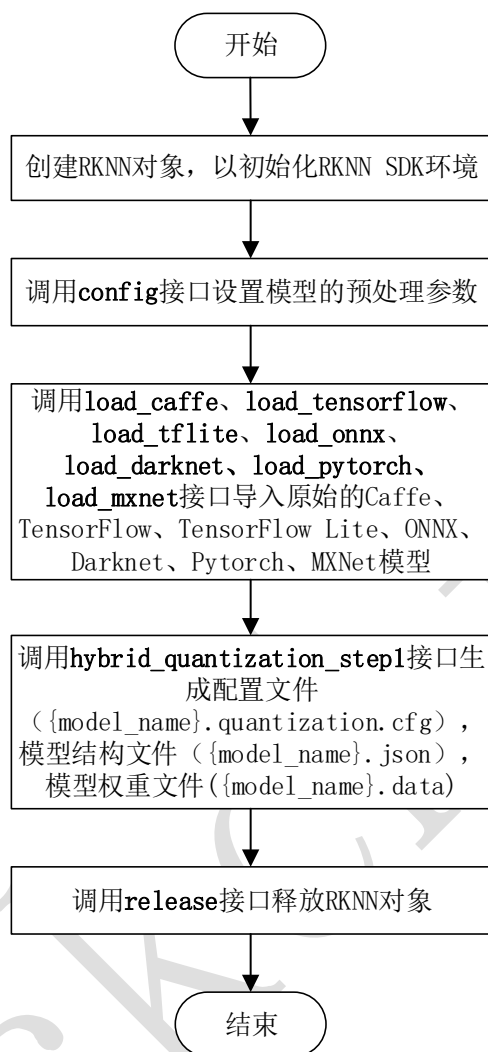 开始
创建RKNN对象，以初始化RKNN SDK环境
调用config接口设置模型的预处理参数
调用load_caffe、load_tensorflow、
load_tflite、load_onnx、
load_darknet、load_pytorch、
load_mxnet接口导入原始的Caffe、
TensorFlow、TensorFlow Lite、ONNX、
Darknet、Pytorch、MXNet模型
调用hybrid_quantization_step1接口生
成配置文件
（{model_name}.quantization.cfg），
模型结构文件（{model_name}.json），
模型权重文件({model_name}.data)
调用release接口释放RKNN对象
结束